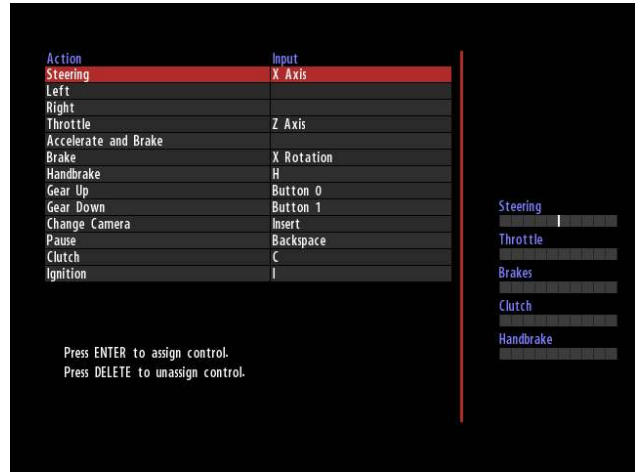 Action Input
Steering X Axis
Left
Right
Throttle Z Axis
Accelerate and Brake
Brake X Rotation
Handbrake H
Gear Up Button 0
Gear Down Button 1
Change Camera Insert
Pause Backspace
Clutch C
Ignition I
Press ENTER to assign control.
Press DELETE to unassign control.
Steering
Throttle
Brakes
Clutch
Handbrake